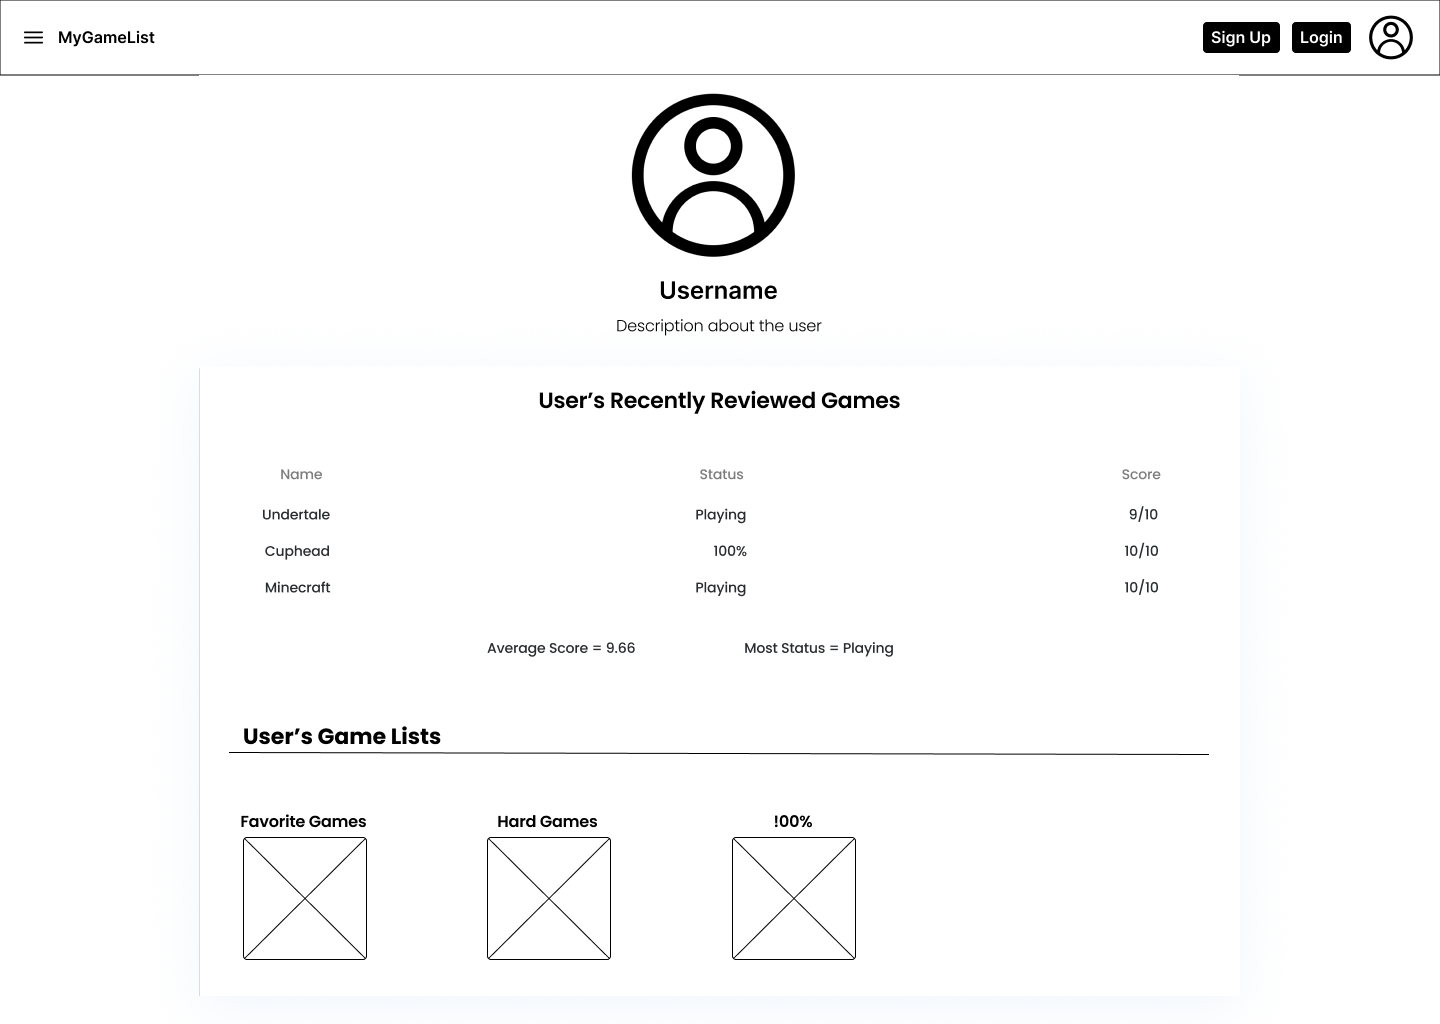 MyGameList Sign Up Login
Username
Description about the user
User’s Recently Reviewed Games
Name Status Score
Undertale Playing 9/10
Cuphead 100% 10/10
Minecraft Playing 10/10
Average Score = 9.66 Most Status = Playing
User’s Game Lists
Favorite Games Hard Games !00%